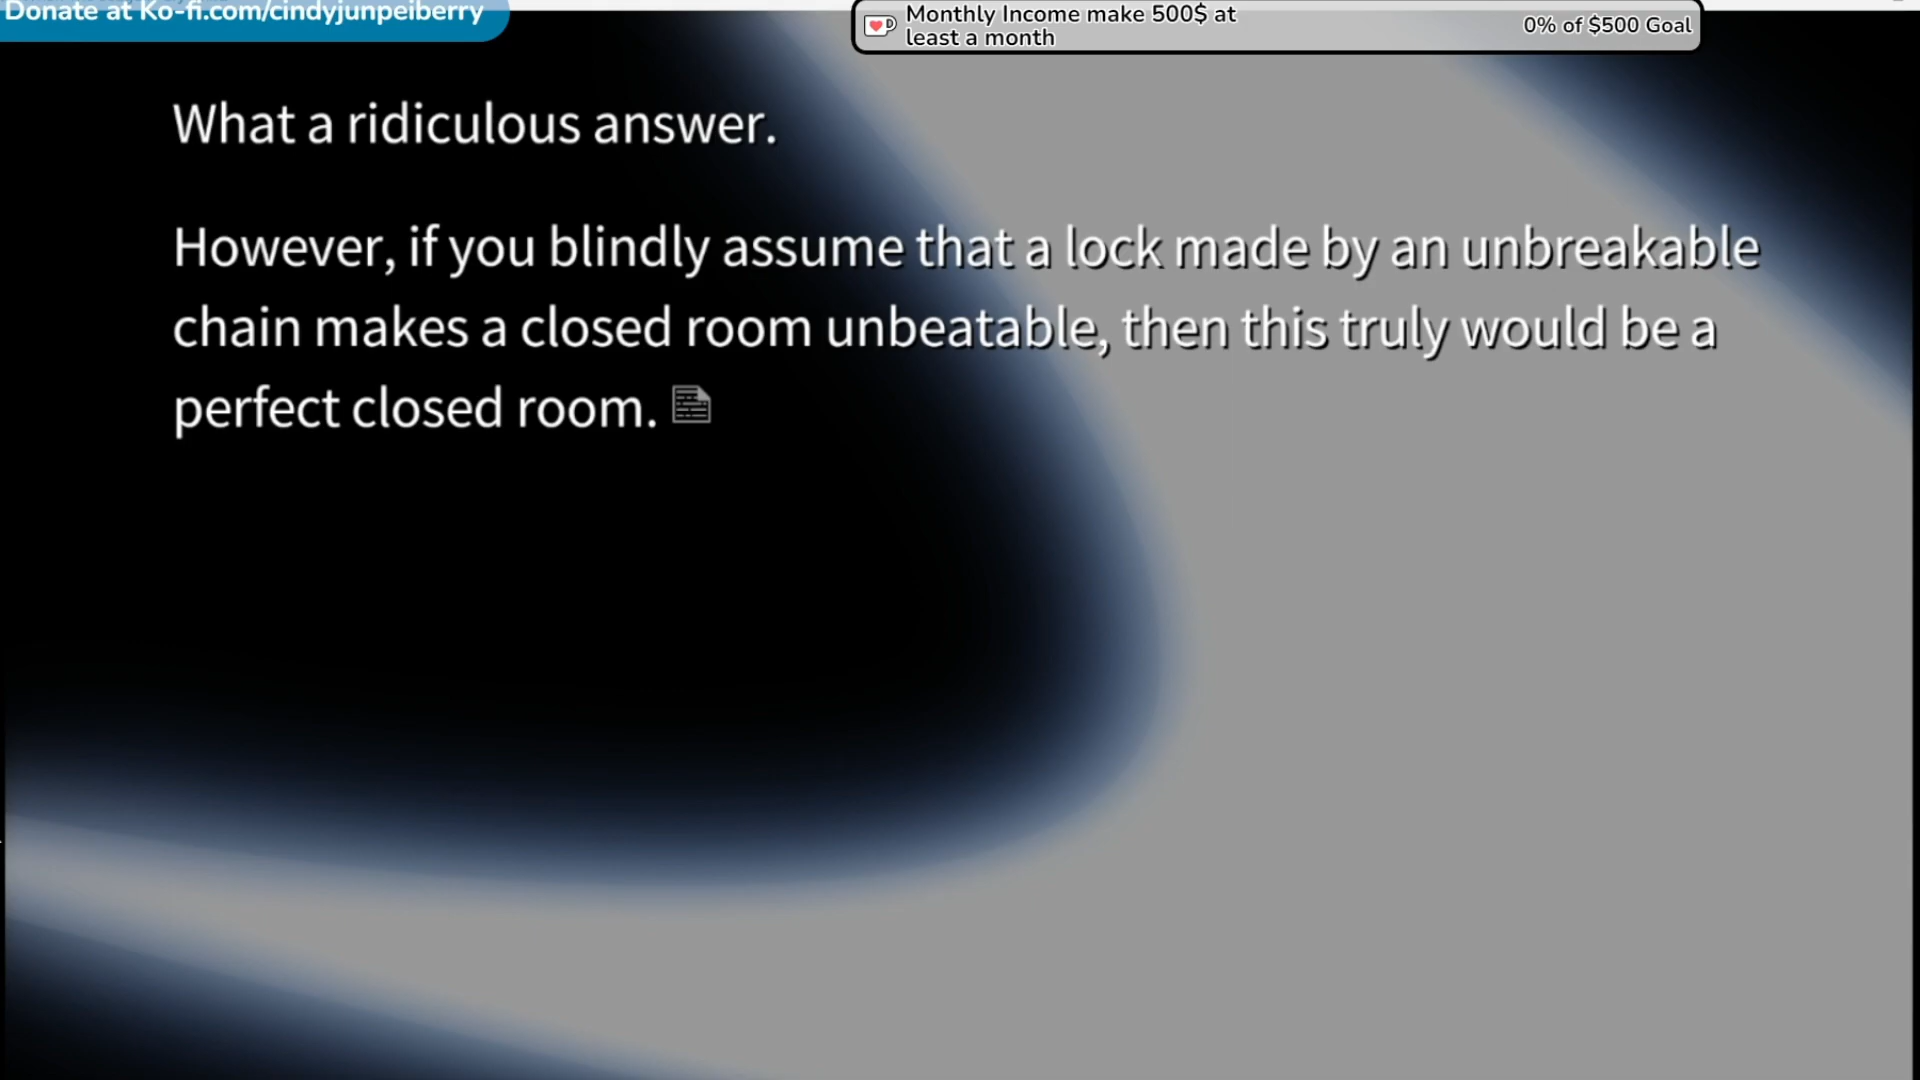 Donate at Ko-fi.com/cindyjunpeiberry
Monthly Income make 500$ at
least a month
0% of $500 Goal
What a ridiculous answer.
However, if you blindly assume that a lock made by an unbreakable
chain makes a closed room unbeatable, then this truly would be a
perfect closed room.